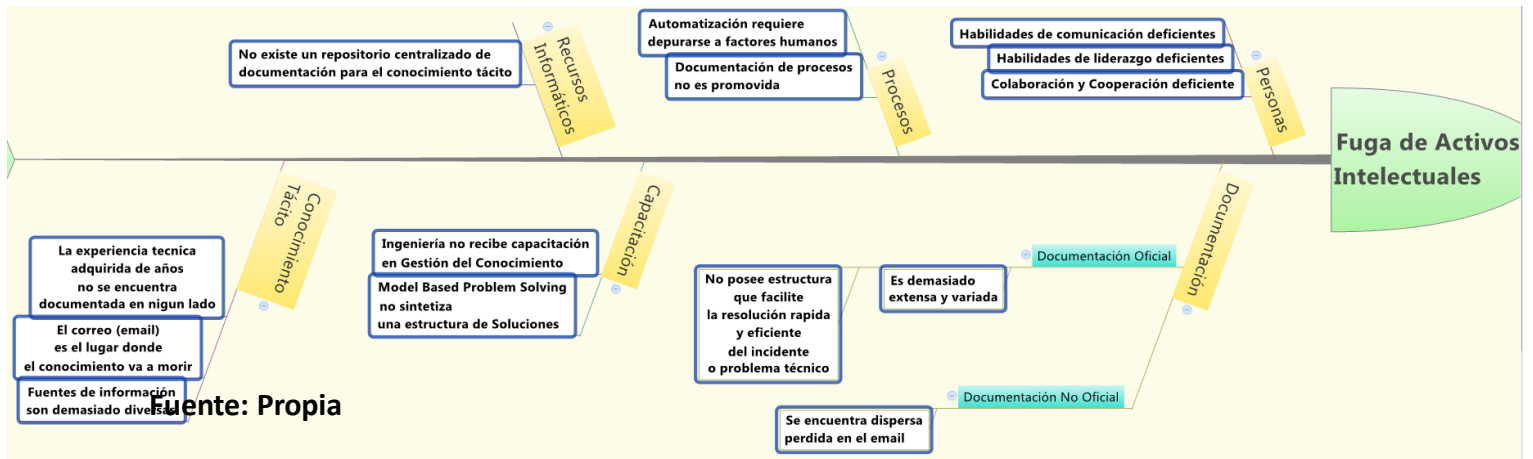 No existe un repositorio centralizado de
documentación para el conocimiento tácito
Recursos
Informáticos
Automatización requiere
depurarse a factores humanos
Documentación de procesos
no es promovida
Procesos
Habilidades de comunicación deficientes
Habilidades de liderazgo deficientes
Colaboración y Cooperación deficiente
Personas
Fuga de Activos
Intelectuales
Conocimiento
Tácito
La experiencia tecnica
adquirida de años
no se encuentra
documentada en nigun lado
El correo (email)
es el lugar donde
el conocimiento va a morir
Fuentes de información
son demasiado diversas
Fuente: Propia
Capacitación
Ingeniería no recibe capacitación
en Gestión del Conocimiento
Model Based Problem Solving
no sintetiza
una estructura de Soluciones
Documentación
Documentación Oficial
Es demasiado
extensa y variada
No posee estructura
que facilite
la resolución rapida
y eficiente
del incidente
o problema técnico
Documentación No Oficial
Se encuentra dispersa
perdida en el email